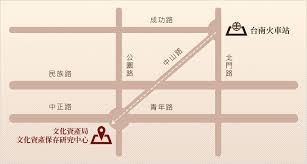 成功路
台南火車站
公園路
中山路
北門路
民族路
中正路
青年路
文化資產局
文化資產保存研究中心